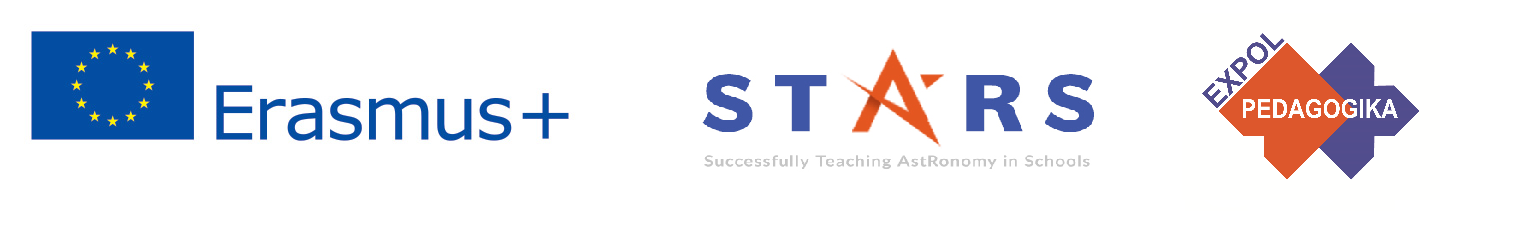 Erasmus+
STARS
Successfully Teaching AstRonomy in Schools
EXPOL
PEDAGOGIKA